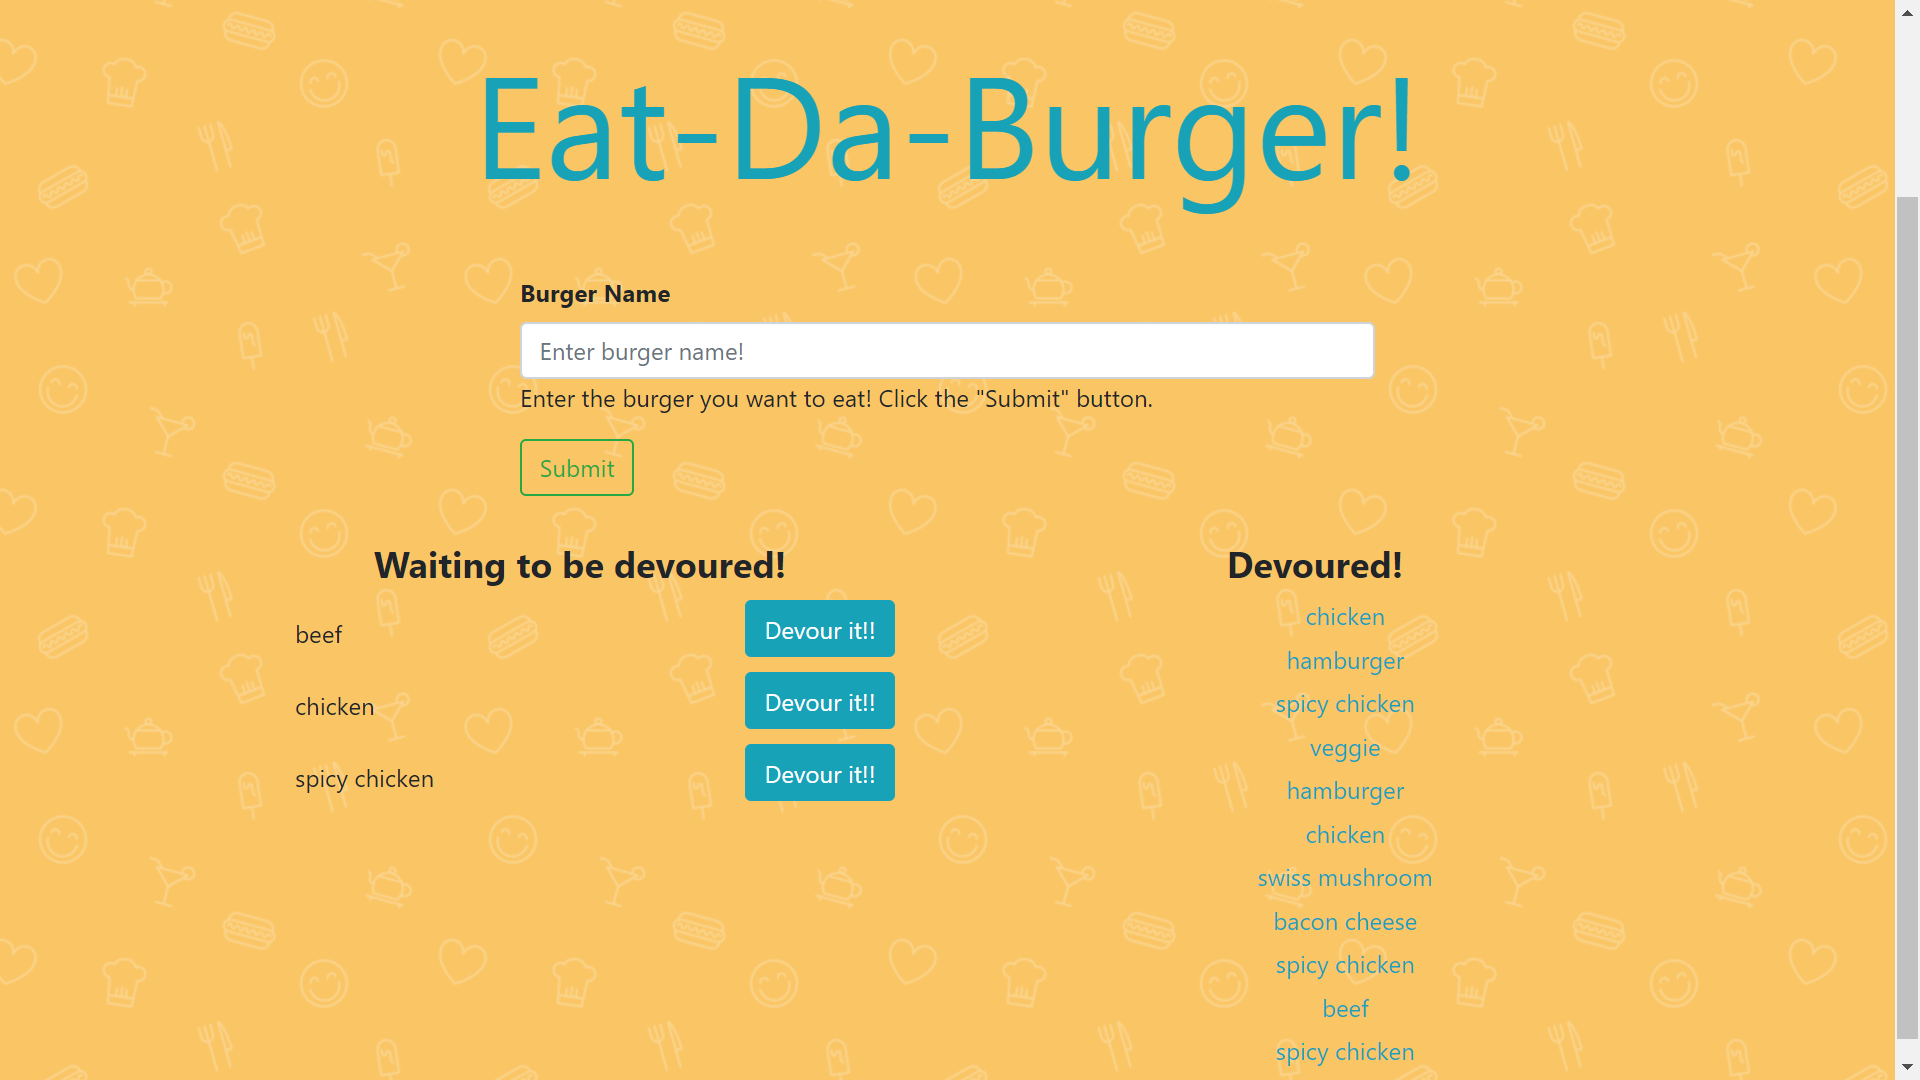 Eat-Da-Burger!
Burger Name
Enter burger name!
Enter the burger you want to eat! Click the "Submit" button.
Submit
Waiting to be devoured!
beef
Devour it!!
chicken
Devour it!!
spicy chicken
Devour it!!
Devoured!
chicken
hamburger
spicy chicken
veggie
hamburger
chicken
swiss mushroom
bacon cheese
spicy chicken
beef
spicy chicken